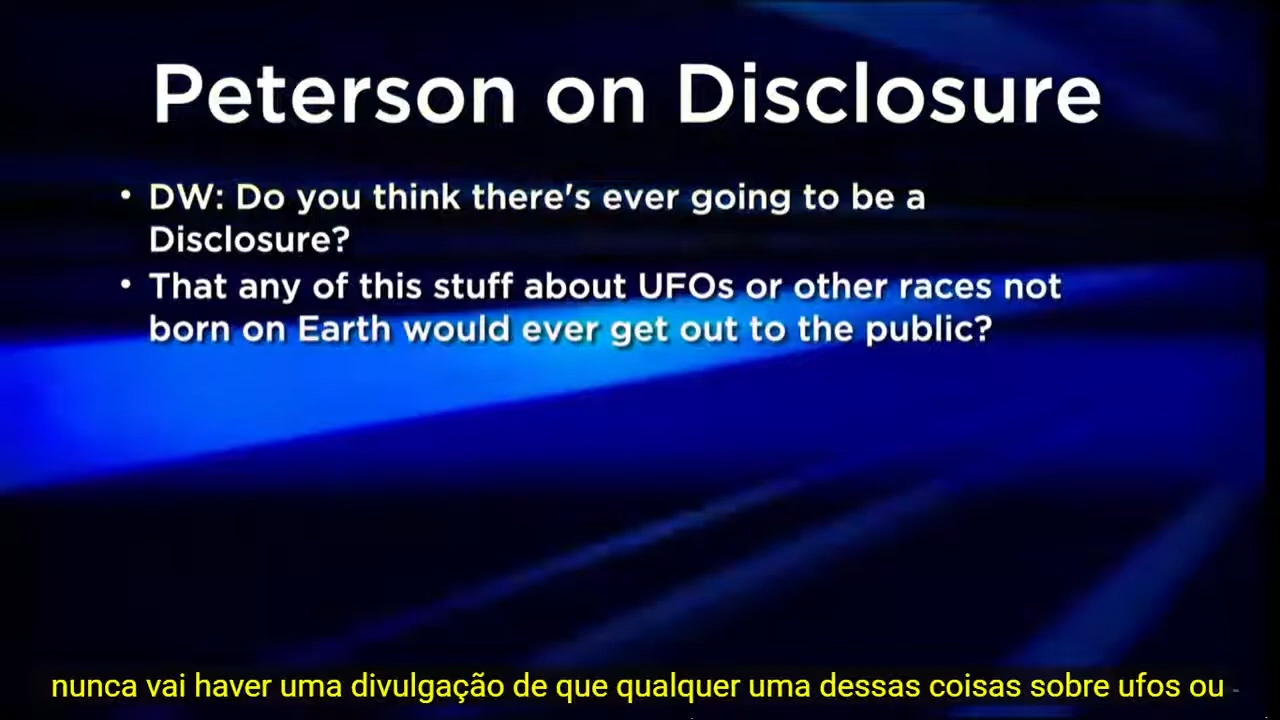 Peterson on Disclosure
• DW: Do you think there's ever going to be a
Disclosure?
• That any of this stuff about UFOs or other races not
born on Earth would ever get out to the public?
nunca vai haver uma divulgação de que qualquer uma dessas coisas sobre ufos ou -